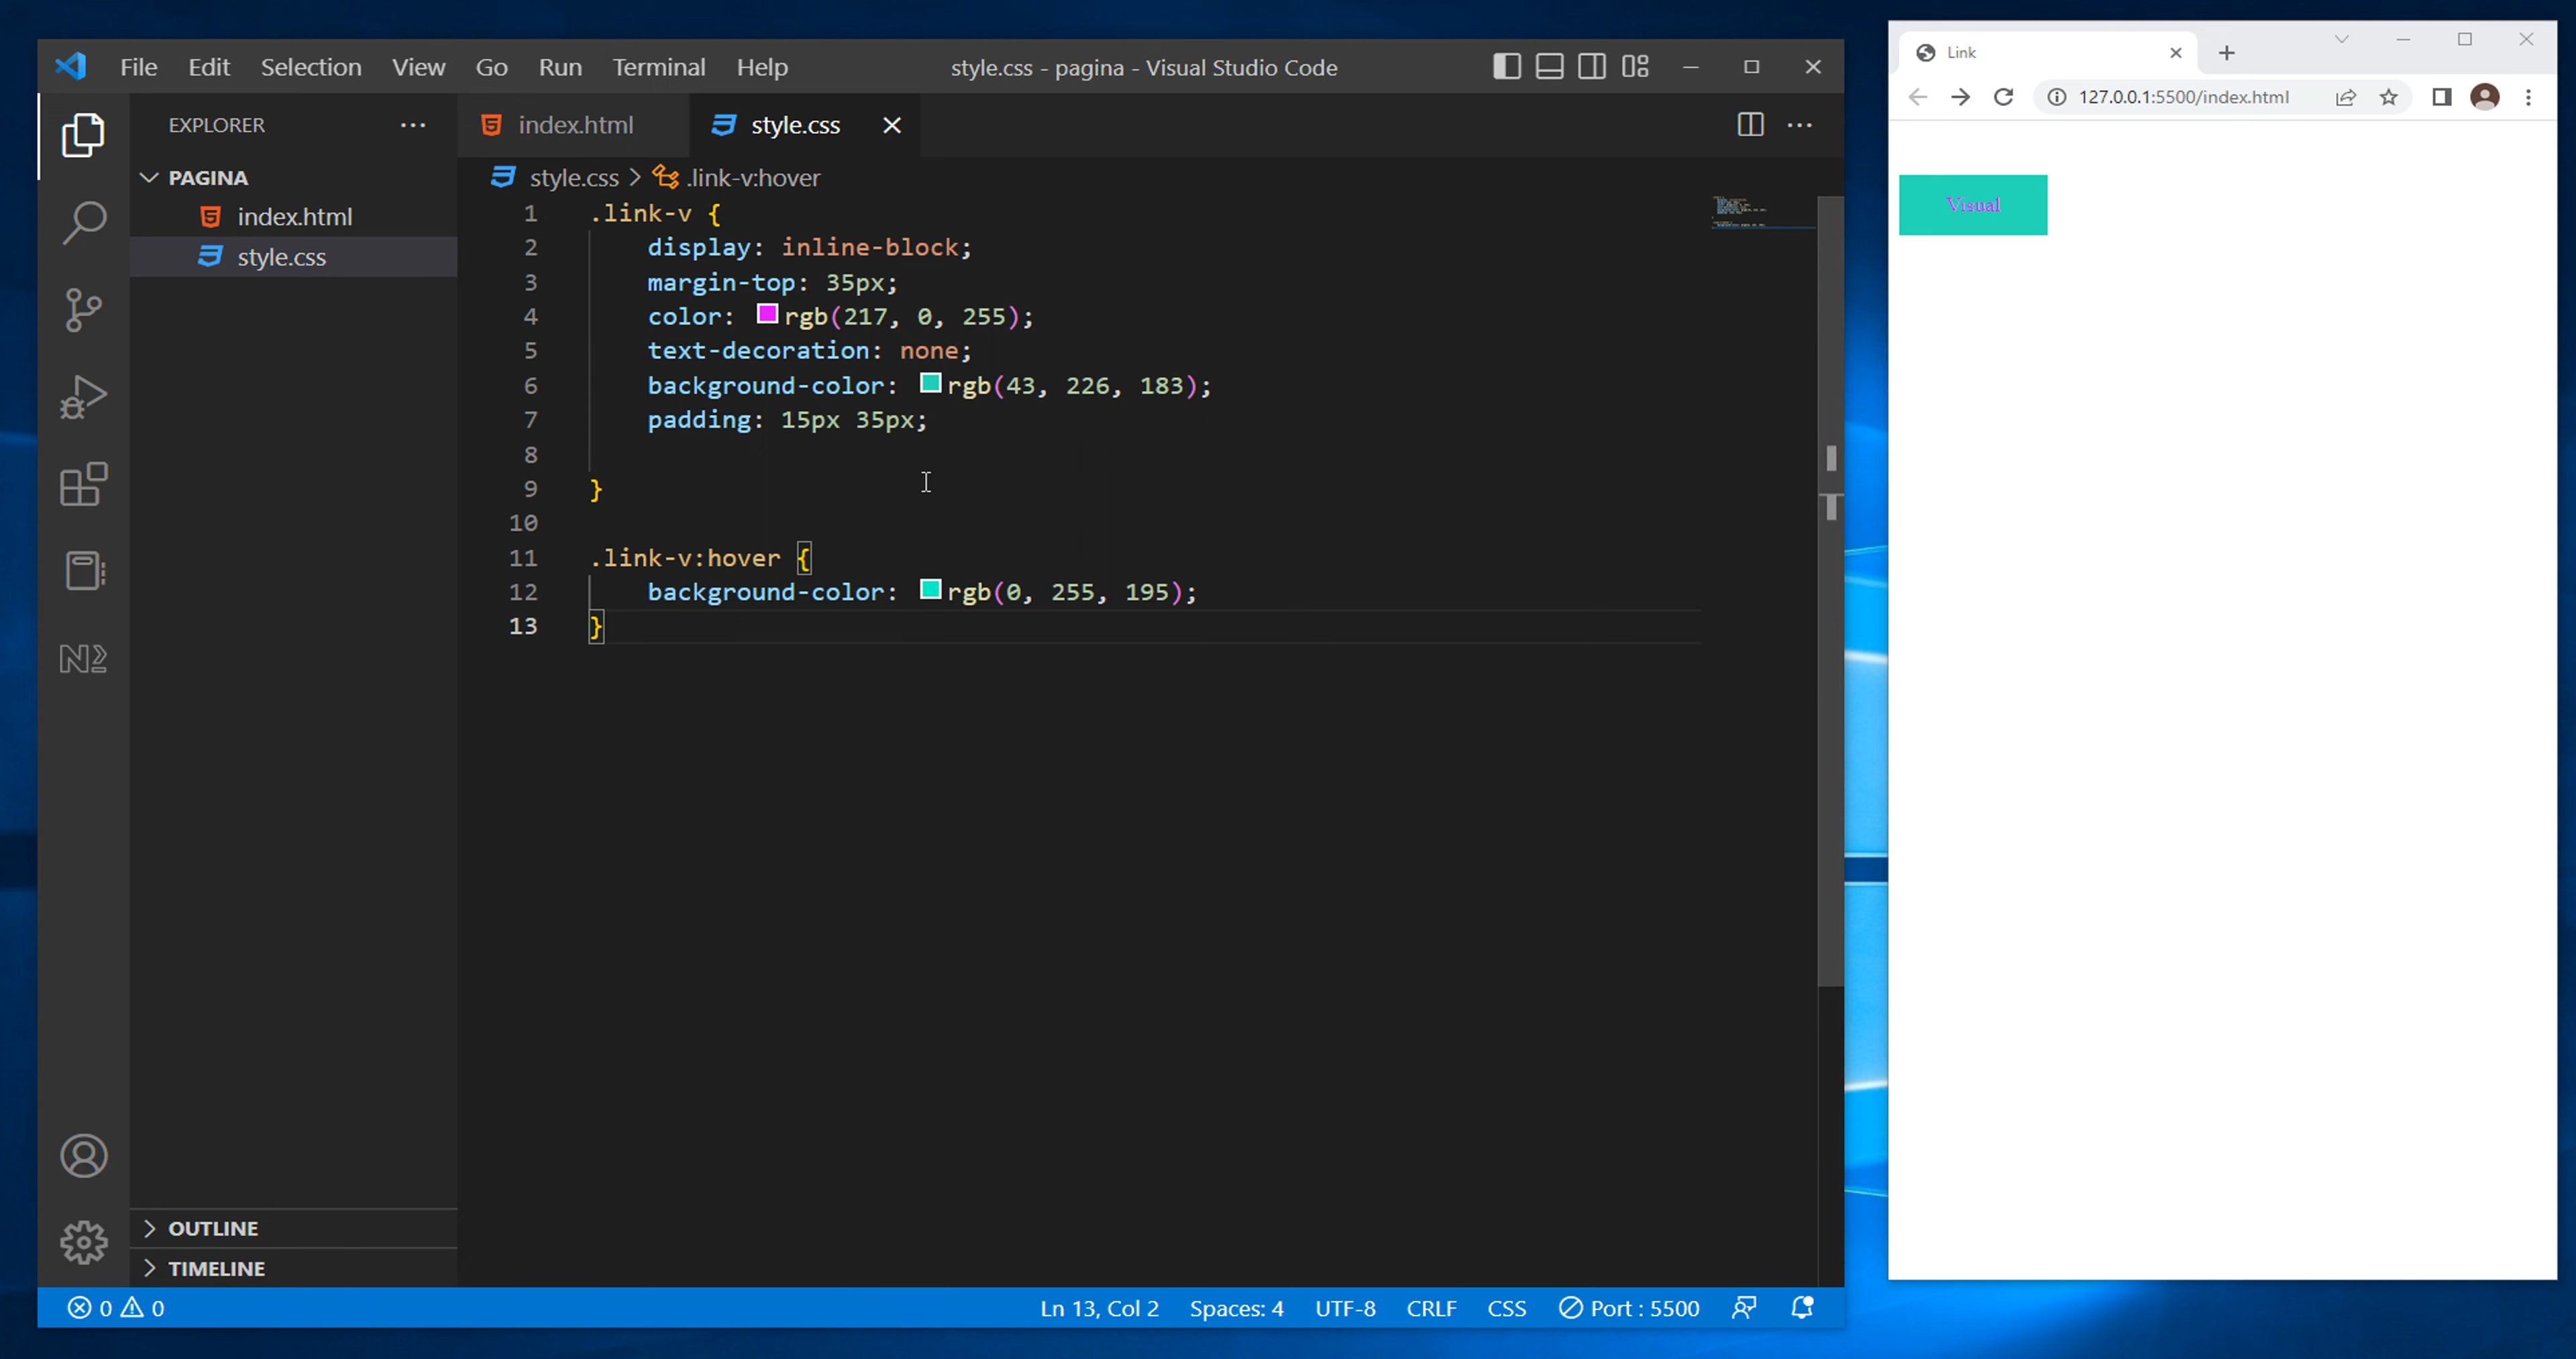 File Edit Selection View Go Run Terminal Help style.css - pagina - Visual Studio Code
EXPLORER
PAGINA
index.html
style.css
OUTLINE
TIMELINE
index.html style.css
style.css > .link-v:hover
1 .link-v {
2 display: inline-block;
3 margin-top: 35px;
4 color: rgb(217, 0, 255);
5 text-decoration: none;
6 background-color: rgb(43, 226, 183);
7 padding: 15px 35px;
8
9 }
10
11 .link-v:hover {
12 background-color: rgb(0, 255, 195);
13 }
0 0 Ln 13, Col 2 Spaces: 4 UTF-8 CRLF CSS Port : 5500
Link
127.0.0.1:5500/index.html
Visual